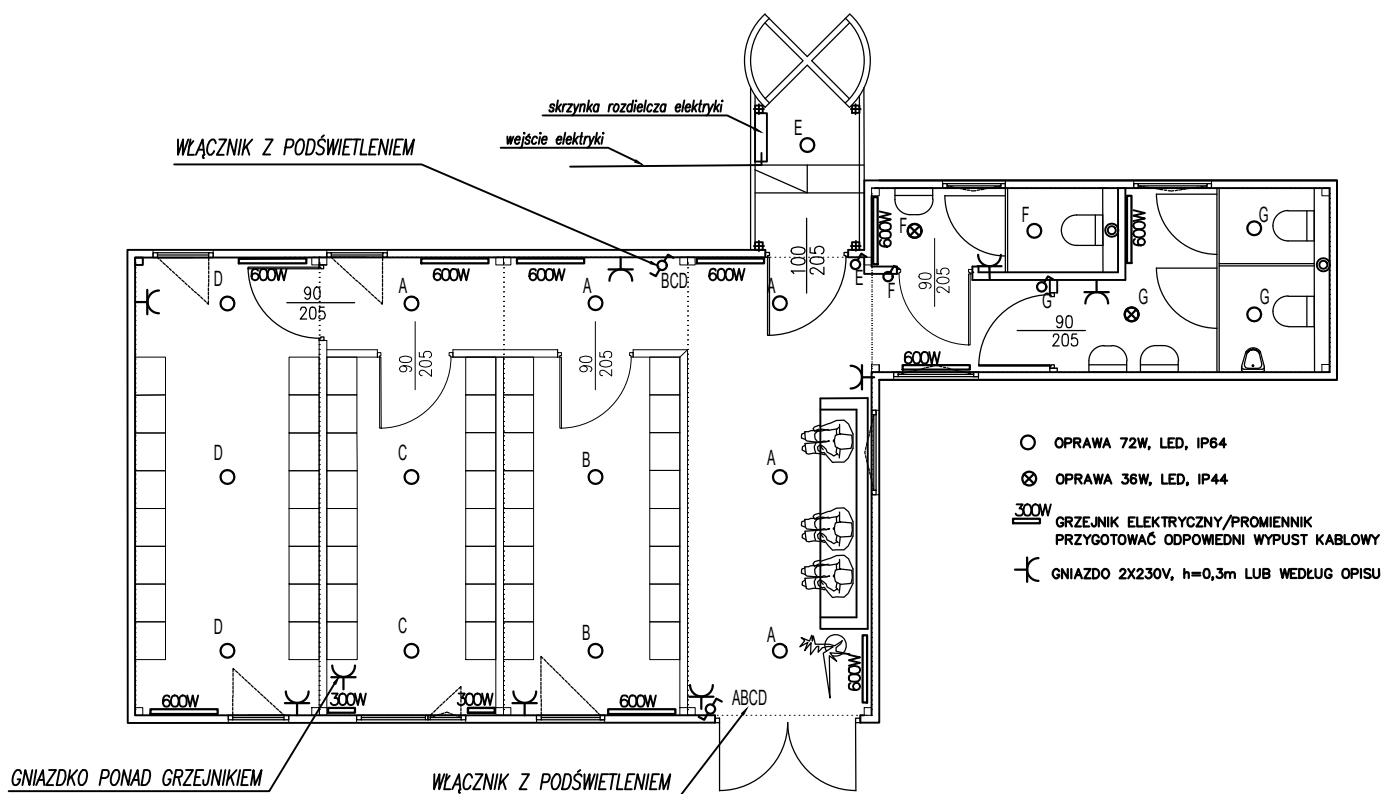 skrzynka rozdzielcza elektryki
WŁĄCZNIK Z PODŚWIETLENIEM
wejście elektryki
E
F
F
G
600W
600W
D
600W
90
205
A
600W
600W
A
BCD
600W
A
100
205
E
F
90
205
G
G
G
90
205
600W
90
205
90
205
D
C
B
A
D
C
B
A
600W
600W
300W
300W
600W
ABCD
OPRAWA 72W, LED, IP64
OPRAWA 36W, LED, IP44
300W
GRZEJNIK ELEKTRYCZNY/PROMIENNIK
PRZYGOTOWAĆ ODPOWIEDNI WYPUST KABLOWY
GNIAZDO 2X230V, h=0,3m LUB WEDŁUG OPISU
GNIAZDKO PONAD GRZEJNIKIEM
WŁĄCZNIK Z PODŚWIETLENIEM